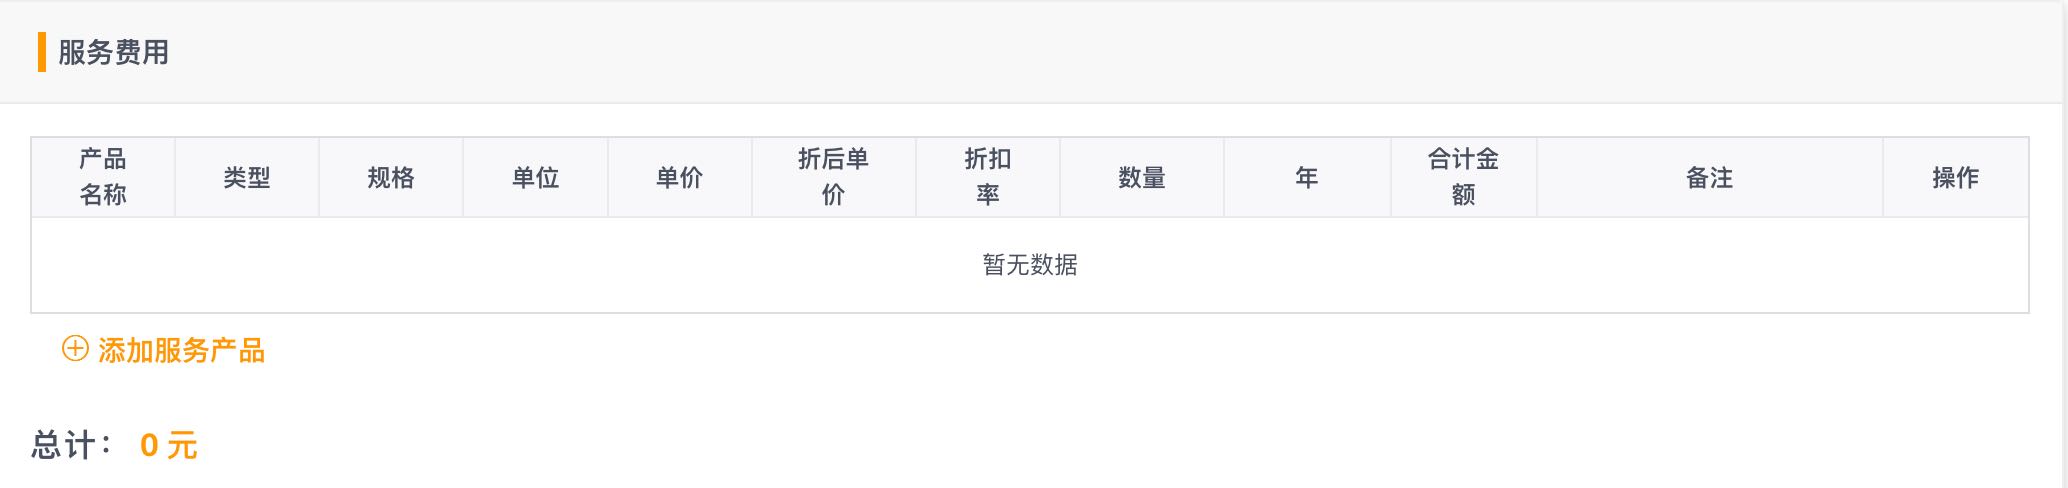 服务费用
产品
名称
类型
规格
单位
单价
折后单
价
折扣
率
数量
年
合计金
额
备注
操作
暂无数据
添加服务产品
总计： 0 元